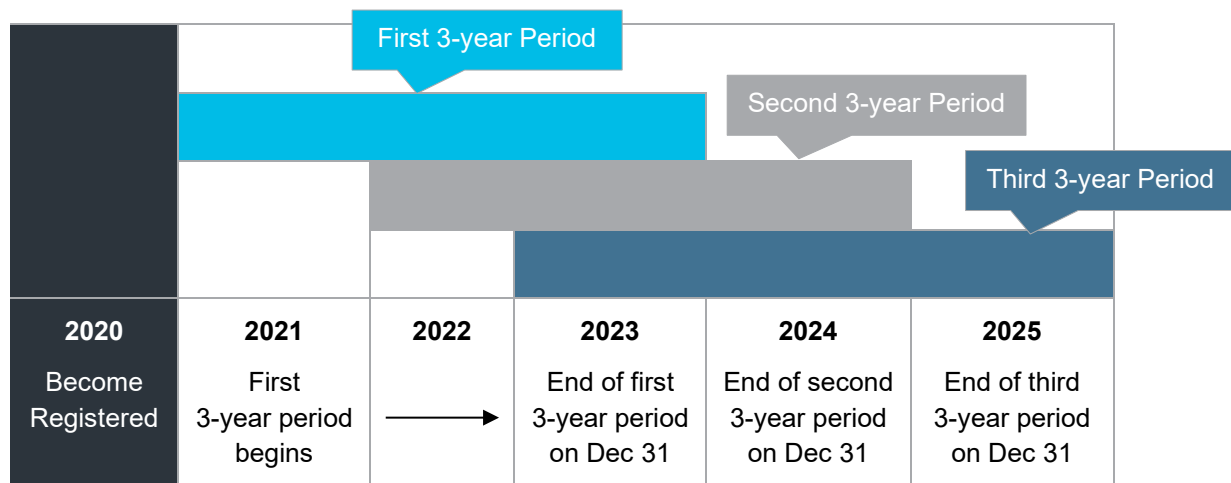 First 3-year Period
Second 3-year Period
Third 3-year Period
2020
Become
Registered
2021
First
3-year period
begins
2022
2023
End of first
3-year period
on Dec 31
2024
End of second
3-year period
on Dec 31
2025
End of third
3-year period
on Dec 31